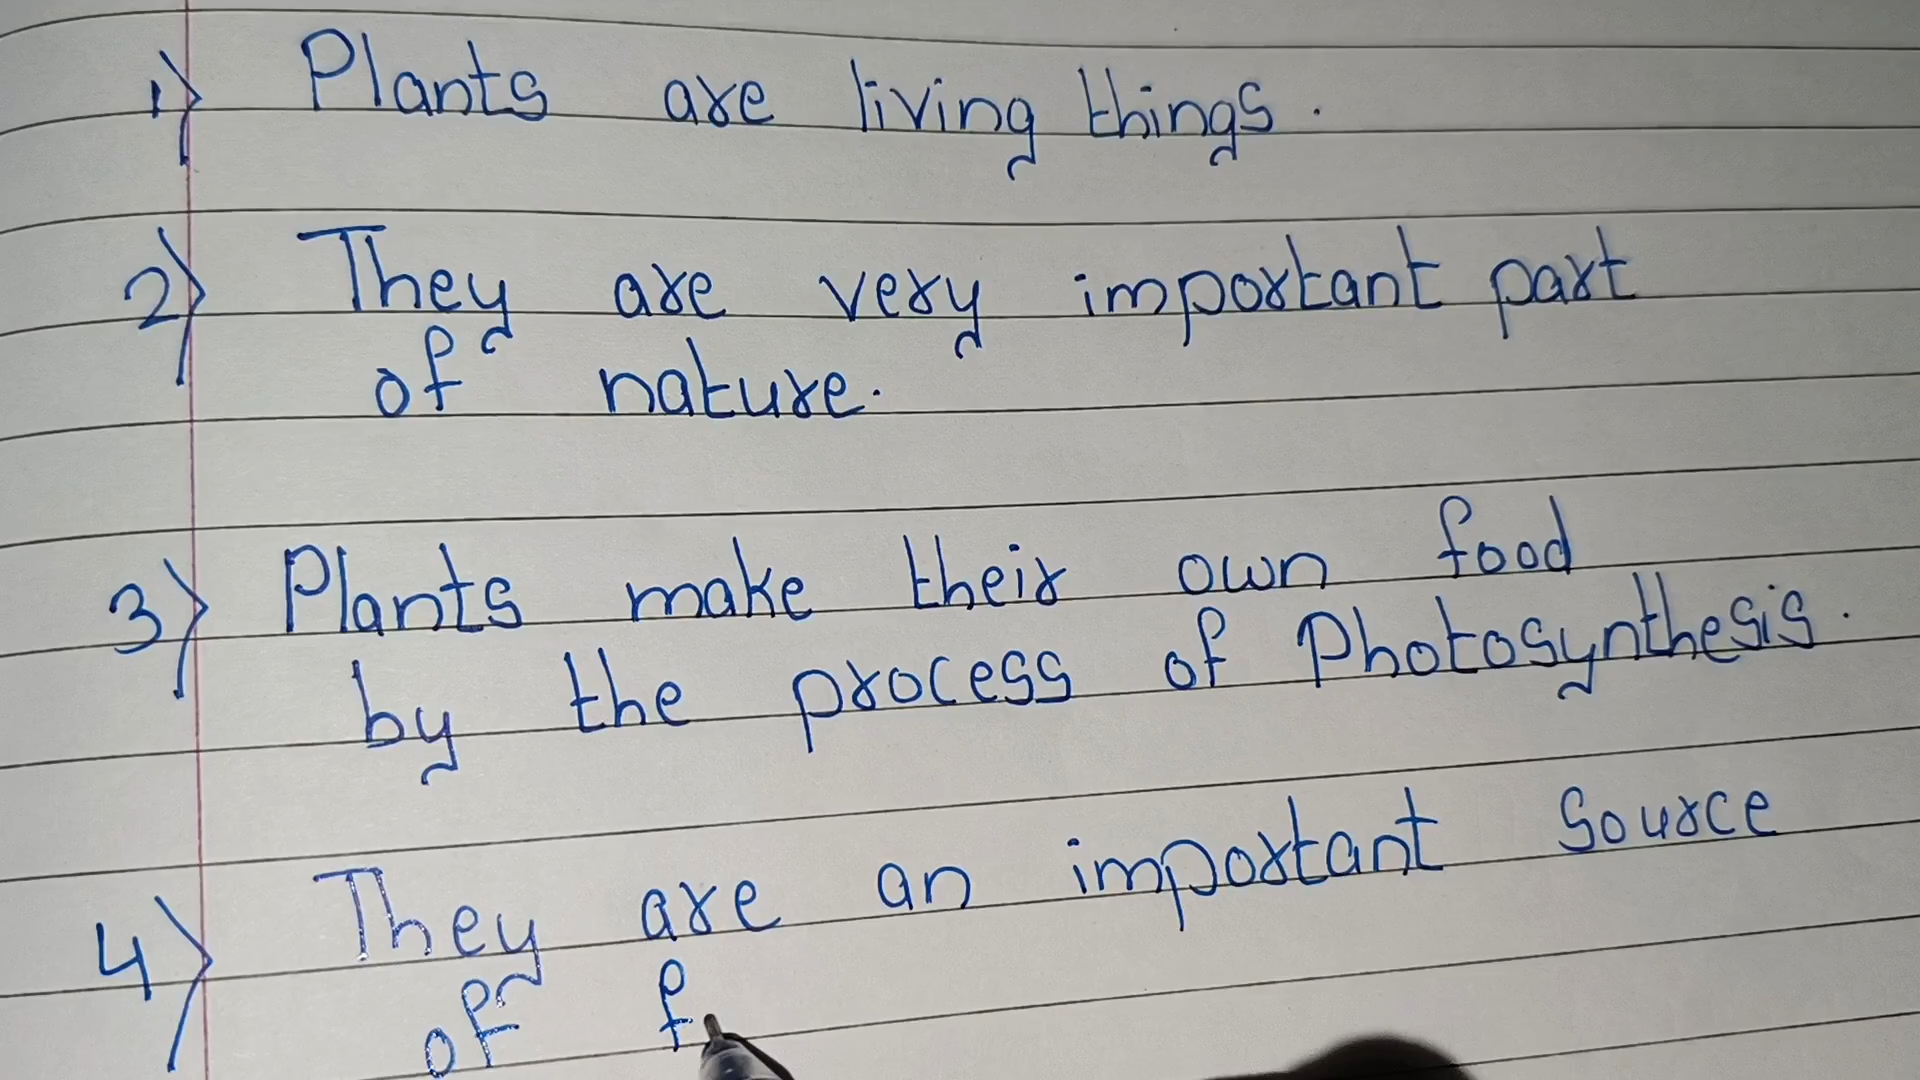 1) Plants are living things.
2) They are very important part
of nature.
3) Plants make their own food
by the process of Photosynthesis.
4) They are an important source
of f